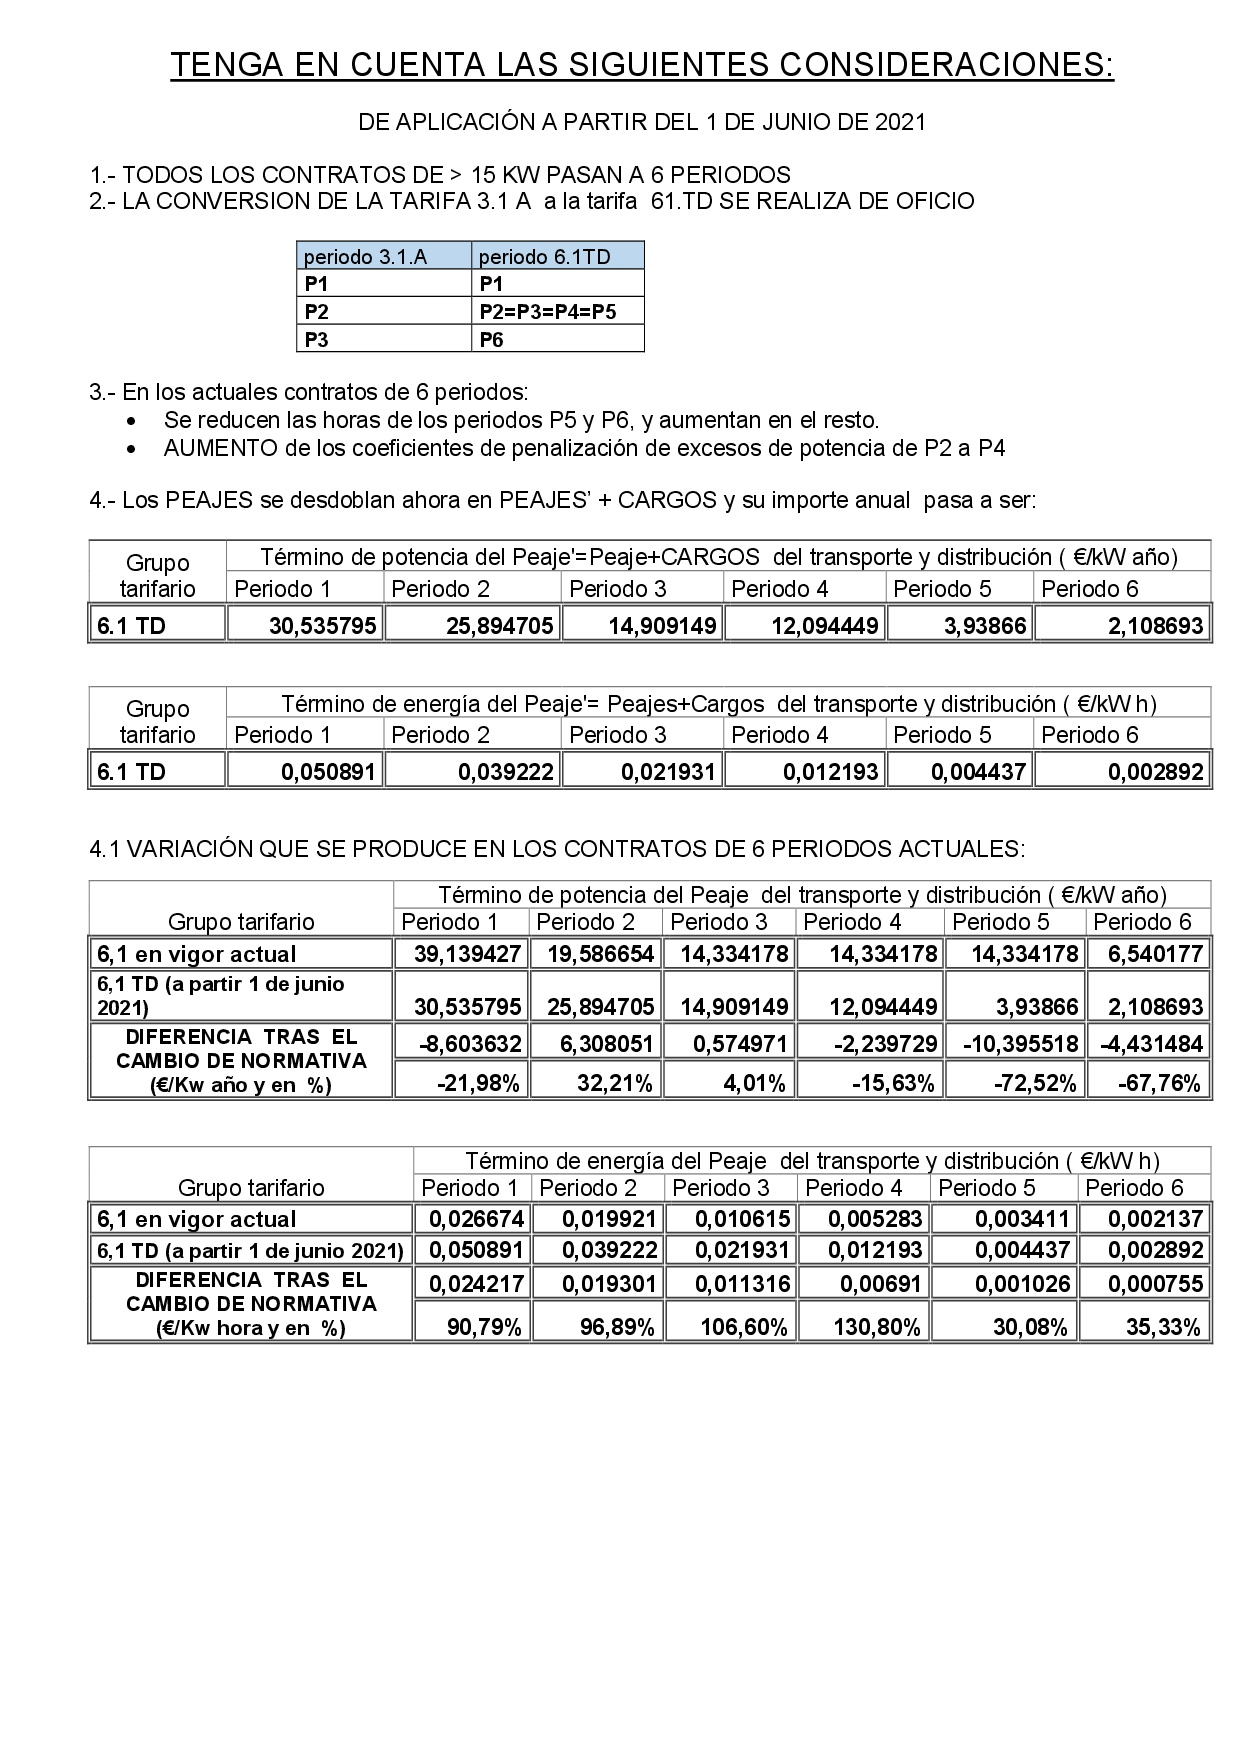 TENGA EN CUENTA LAS SIGUIENTES CONSIDERACIONES:
DE APLICACIÓN A PARTIR DEL 1 DE JUNIO DE 2021
1.- TODOS LOS CONTRATOS DE > 15 KW PASAN A 6 PERIODOS
2.- LA CONVERSION DE LA TARIFA 3.1 A a la tarifa 61.TD SE REALIZA DE OFICIO
periodo 3.1.A periodo 6.1TD
P1 P1
P2 P2=P3=P4=P5
P3 P6
3.- En los actuales contratos de 6 periodos:
• Se reducen las horas de los periodos P5 y P6, y aumentan en el resto.
• AUMENTO de los coeficientes de penalización de excesos de potencia de P2 a P4
4.- Los PEAJES se desdoblan ahora en PEAJES’ + CARGOS y su importe anual pasa a ser:
Grupo tarifario Término de potencia del Peaje'=Peaje+CARGOS del transporte y distribución ( €/kW año)
Periodo 1 Periodo 2 Periodo 3 Periodo 4 Periodo 5 Periodo 6
6.1 TD 30,535795 25,894705 14,909149 12,094449 3,93866 2,108693
Grupo tarifario Término de energía del Peaje'= Peajes+Cargos del transporte y distribución ( €/kW h)
Periodo 1 Periodo 2 Periodo 3 Periodo 4 Periodo 5 Periodo 6
6.1 TD 0,050891 0,039222 0,021931 0,012193 0,004437 0,002892
4.1 VARIACIÓN QUE SE PRODUCE EN LOS CONTRATOS DE 6 PERIODOS ACTUALES:
Término de potencia del Peaje del transporte y distribución ( €/kW año)
Grupo tarifario Periodo 1 Periodo 2 Periodo 3 Periodo 4 Periodo 5 Periodo 6
6,1 en vigor actual 39,139427 19,586654 14,334178 14,334178 14,334178 6,540177
6,1 TD (a partir 1 de junio
2021) 30,535795 25,894705 14,909149 12,094449 3,93866 2,108693
DIFERENCIA TRAS EL
CAMBIO DE NORMATIVA
(€/Kw año y en %)
-8,603632 6,308051 0,574971 -2,239729 -10,395518 -4,431484
-21,98% 32,21% 4,01% -15,63% -72,52% -67,76%
Término de energía del Peaje del transporte y distribución ( €/kW h)
Grupo tarifario Periodo 1 Periodo 2 Periodo 3 Periodo 4 Periodo 5 Periodo 6
6,1 en vigor actual 0,026674 0,019921 0,010615 0,005283 0,003411 0,002137
6,1 TD (a partir 1 de junio 2021) 0,050891 0,039222 0,021931 0,012193 0,004437 0,002892
DIFERENCIA TRAS EL
CAMBIO DE NORMATIVA
(€/Kw hora y en %)
0,024217 0,019301 0,011316 0,00691 0,001026 0,000755
90,79% 96,89% 106,60% 130,80% 30,08% 35,33%